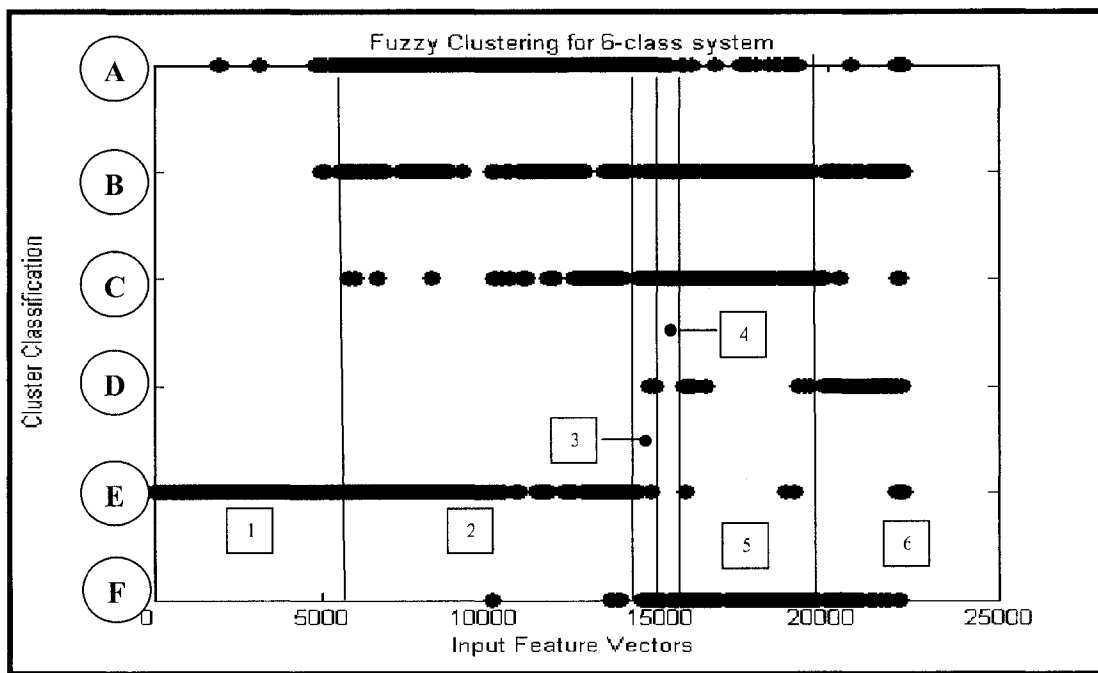 Fuzzy Clustering for 6-class system
A
B
C
4
D
3
E
1
2
5
6
F
0 5000 10000 15000 20000 25000
Input Feature Vectors
Cluster Classification